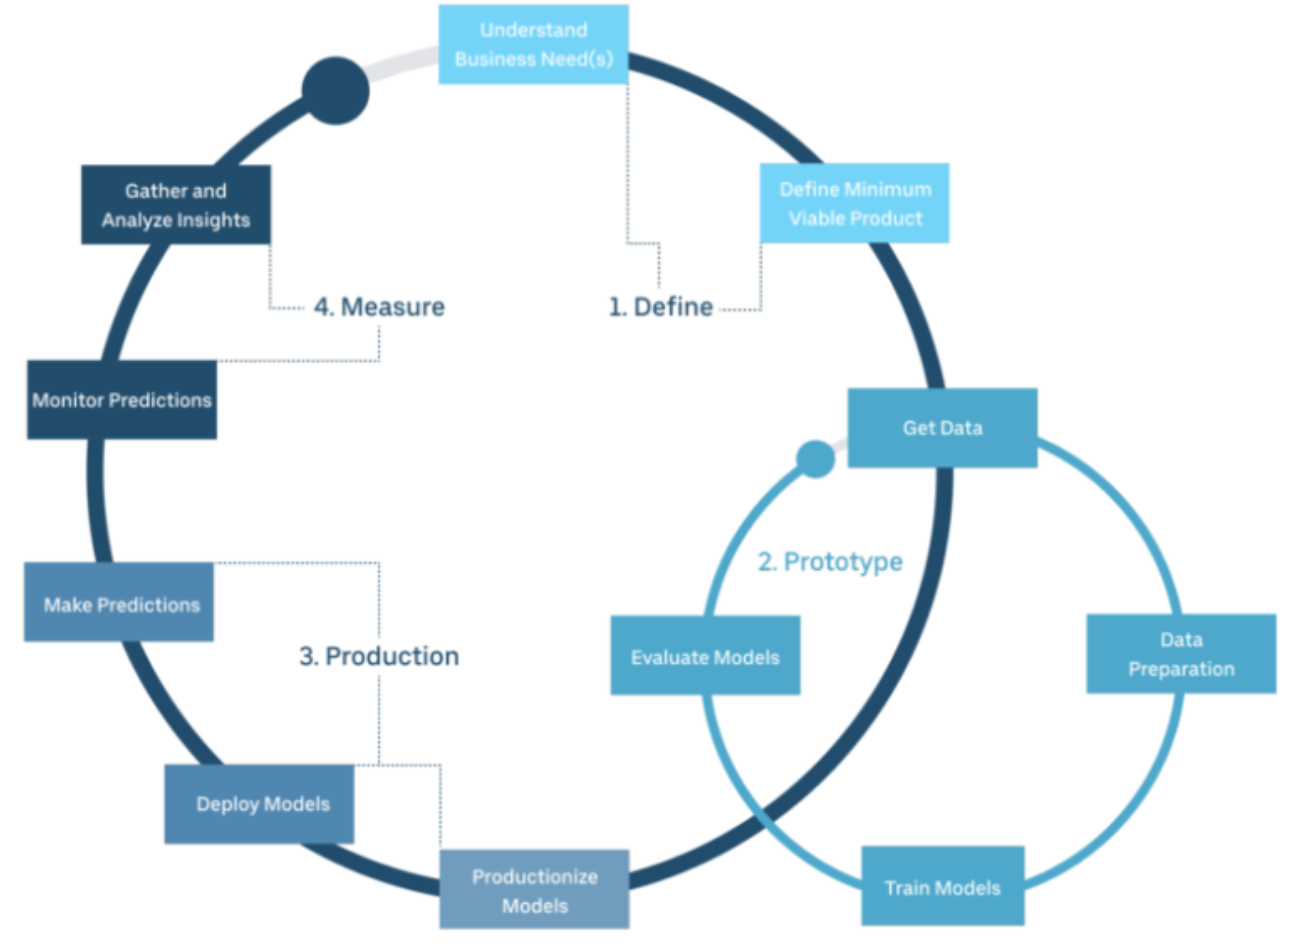 Understand
Business Need(s)
Define Minimum
Viable Product
Gather and
Analyze Insights
4. Measure
1. Define
Monitor Predictions
Get Data
2. Prototype
Make Predictions
Evaluate Models
Data
Preparation
3. Production
Deploy Models
Productionize
Models
Train Models